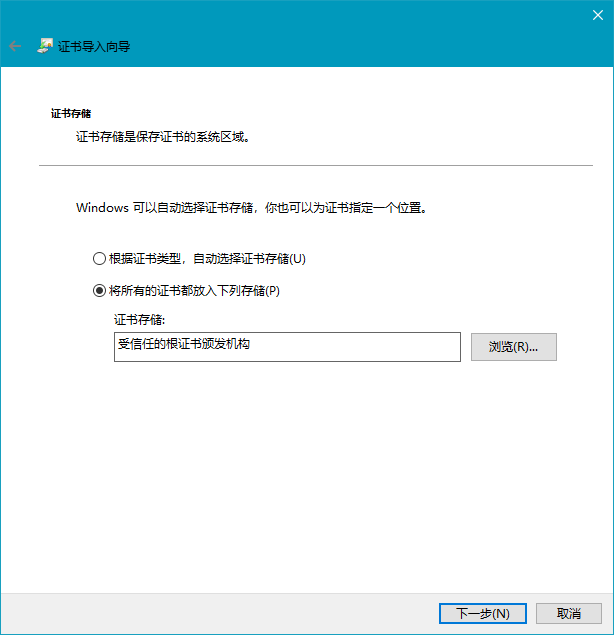 证书导入向导
证书存储
证书存储是保存证书的系统区域。
Windows 可以自动选择证书存储，你也可以为证书指定一个位置。
根据证书类型，自动选择证书存储(U)
将所有的证书都放入下列存储(P)
证书存储:
受信任的根证书颁发机构
浏览(R)...
下一步(N)
取消